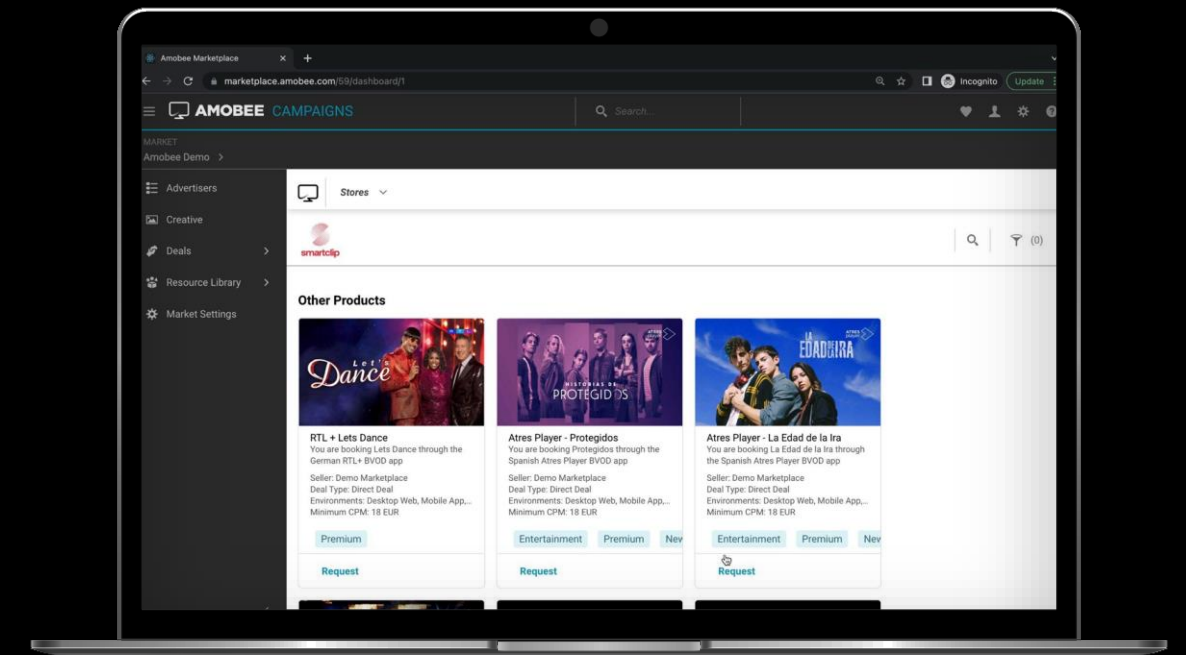 Amobee Marketplace
marketplace.amobee.com/59/dashboard/1
Incognito
Update
AMOBEE CAMPAIGNS
Search...
MARKET
Amobee Demo
Advertisers
Stores
Creative
smartclip
(0)
Deals
Resource Library
Market Settings
Other Products
Let's
Dance
HISTORIAS DE
PROTEGIDOS
ATRES
player
LA
EDAD DE LA IRA
ATRES
player
RTL + Lets Dance
You are booking Lets Dance through the
German RTL+ BVOD app
Seller: Demo Marketplace
Deal Type: Direct Deal
Environments: Desktop Web, Mobile App,...
Minimum CPM: 18 EUR
Premium
Request
Atres Player - Protegidos
You are booking Protegidos through the
Spanish Atres Player BVOD app
Seller: Demo Marketplace
Deal Type: Direct Deal
Environments: Desktop Web, Mobile App,...
Minimum CPM: 18 EUR
Entertainment Premium New
Request
Atres Player - La Edad de la Ira
You are booking La Edad de la Ira through
the Spanish Atres Player BVOD app
Seller: Demo Marketplace
Deal Type: Direct Deal
Environments: Desktop Web, Mobile App,...
Minimum CPM: 18 EUR
Entertainment Premium New
Request